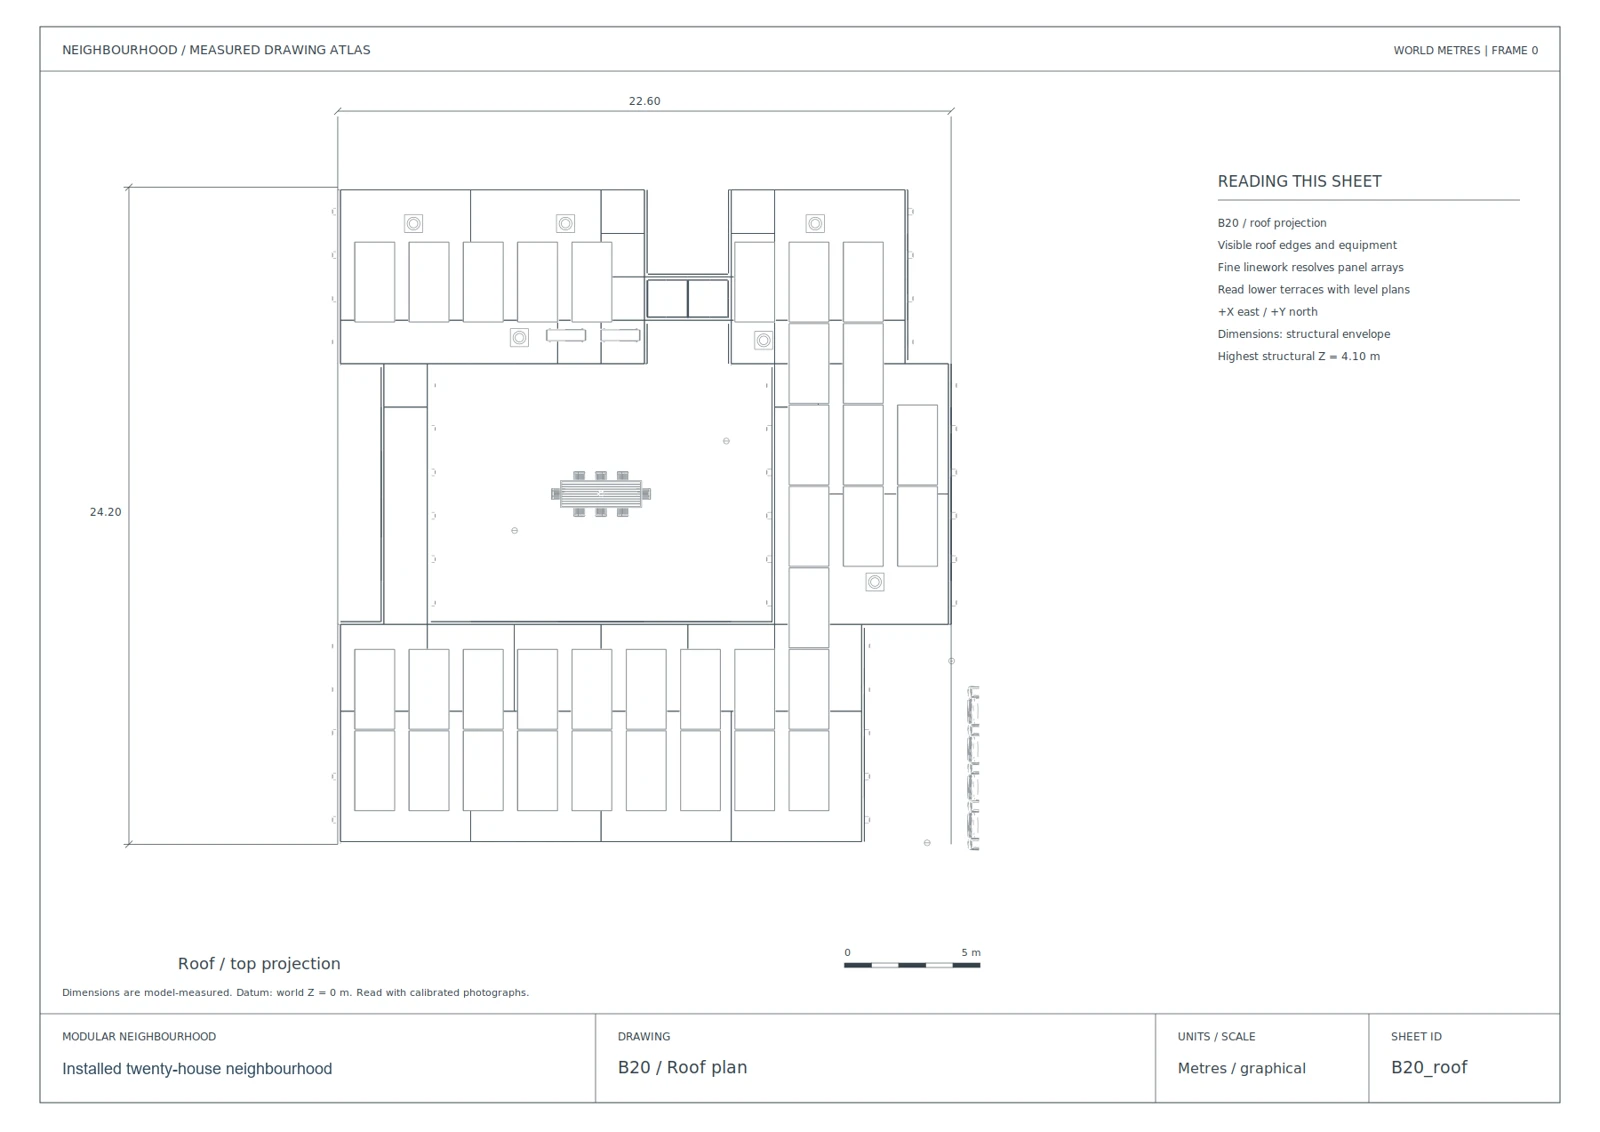 NEIGHBOURHOOD / MEASURED DRAWING ATLAS
WORLD METRES | FRAME 0
22.60
24.20
READING THIS SHEET
B20 / roof projection
Visible roof edges and equipment
Fine linework resolves panel arrays
Read lower terraces with level plans
+X east / +Y north
Dimensions: structural envelope
Highest structural Z = 4.10 m
0
5 m
Roof / top projection
Dimensions are model-measured. Datum: world Z = 0 m. Read with calibrated photographs.
MODULAR NEIGHBOURHOOD
Installed twenty-house neighbourhood
DRAWING
B20 / Roof plan
UNITS / SCALE
Metres / graphical
SHEET ID
B20_roof